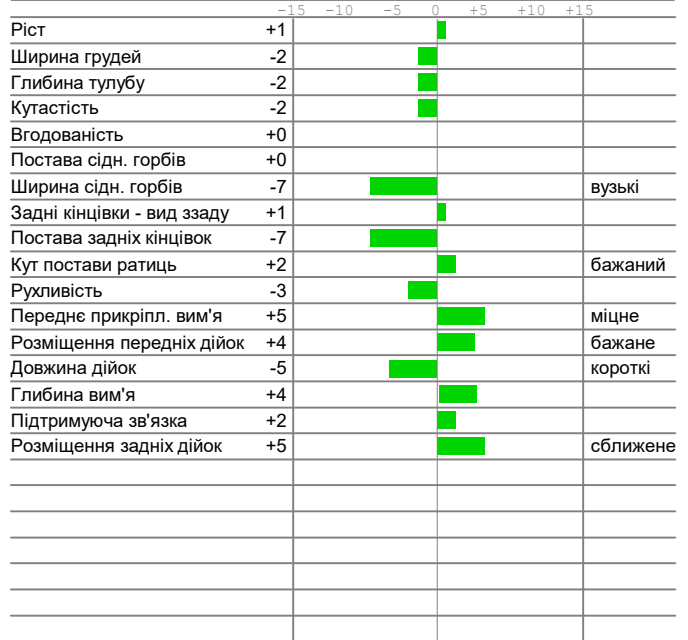 -15 -10 -5 0 +5 +10 +15
Ріст +1
Ширина грудей -2
Глибина тулубу -2
Кутастість -2
Вгодованість +0
Постава сідн. горбів +0
Ширина сідн. горбів -7 вузькі
Задні кінцівки - вид ззаду +1
Постава задніх кінцівок -7
Кут постави ратиць +2 бажаний
Рухливість -3
Переднє прикріпл. вим'я +5 міцне
Розміщення передніх дійок +4 бажане
Довжина дійок -5 короткі
Глибина вим'я +4
Підтримуюча зв'язка +2
Розміщення задніх дійок +5 сближене